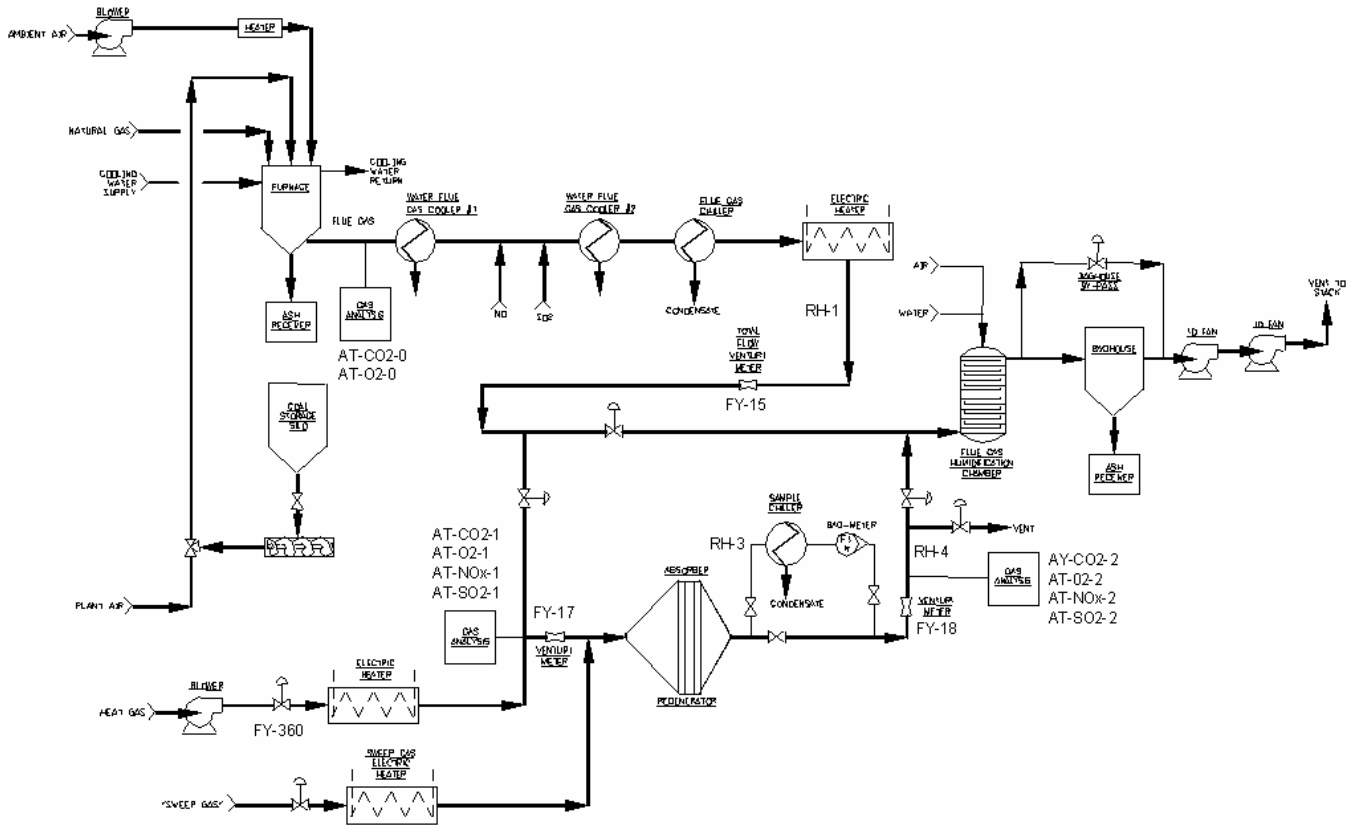 BLOWER
AMBIENT AIR
HEATER
NATURAL GAS
COOLING
WATER
SUPPLY
COOLING
WATER
RETURN
FURNACE
FLUE GAS
WATER FLUE
GAS COOLER #1
WATER FLUE
GAS COOLER #2
FLUE GAS
CHILLER
ELECTRIC
HEATER
ASH
RECEIVER
GAS
ANALYSIS
AT-CO2-0
AT-O2-0
NO
SO2
CONDENSATE
RH-1
TOTAL
FLOW
VENTURI
METER
FY-15
AIR
WATER
BAGHOUSE
BY-PASS
VENT TO
STACK
BAGHOUSE
ID FAN
ID FAN
FLUE GAS
HUMIDIFICATION
CHAMBER
ASH
RECEIVER
COAL
STORAGE
SILO
PLANT AIR
AT-CO2-1
AT-O2-1
AT-NOx-1
AT-SO2-1
GAS
ANALYSIS
FY-17
VENTURI
METER
ABSORBER
REGENERATOR
RH-3
SAMPLE
CHILLER
CONDENSATE
RH-4
VENT
VENTURI
METER
FY-18
GAS
ANALYSIS
AY-CO2-2
AT-02-2
AT-NOx-2
AT-SO2-2
BLOWER
HEAT GAS
FY-360
ELECTRIC
HEATER
SWEEP GAS
ELECTRIC
HEATER
"SWEEP GAS"